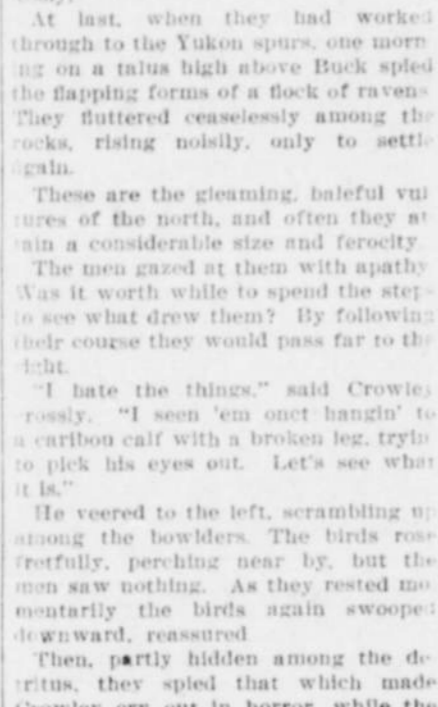 At last, when they had worked
through to the Yukon spurs, one morn
ing on a talus high above Buck spied
the flapping forms of a flock of ravens
They fluttered ceaselessly among the
rocks, rising noisily, only to settle
again.
These are the gleaming, baleful vul
tures of the north, and often they at
tain a considerable size and ferocity
The men gazed at them with apathy
Was it worth while to spend the step
to see what drew them? By following
their course they would pass far to the
right.
"I hate the things," said Crowley
crossly. "I seen 'em onct hangin' to
a caribou calf with a broken leg, tryin
to pick his eyes out. Let's see what
it is."
He veered to the left, scrambling up
among the bowlders. The birds rose
fretfully, perching near by, but the
men saw nothing. As they rested mo
mentarily the birds again swooped
downward, reassured
Then, partly hidden among the de
tritus, they spied that which made
Crowley cry out in horror, while the